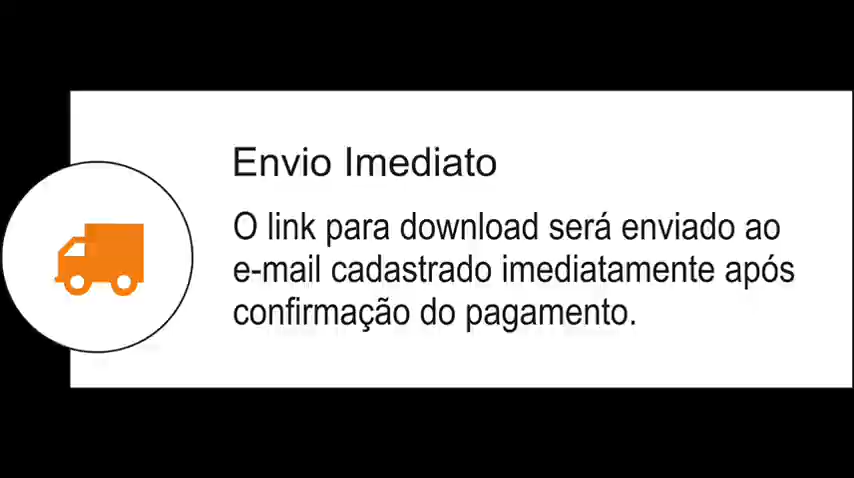 Envio Imediato
O link para download será enviado ao
e-mail cadastrado imediatamente após
confirmação do pagamento.